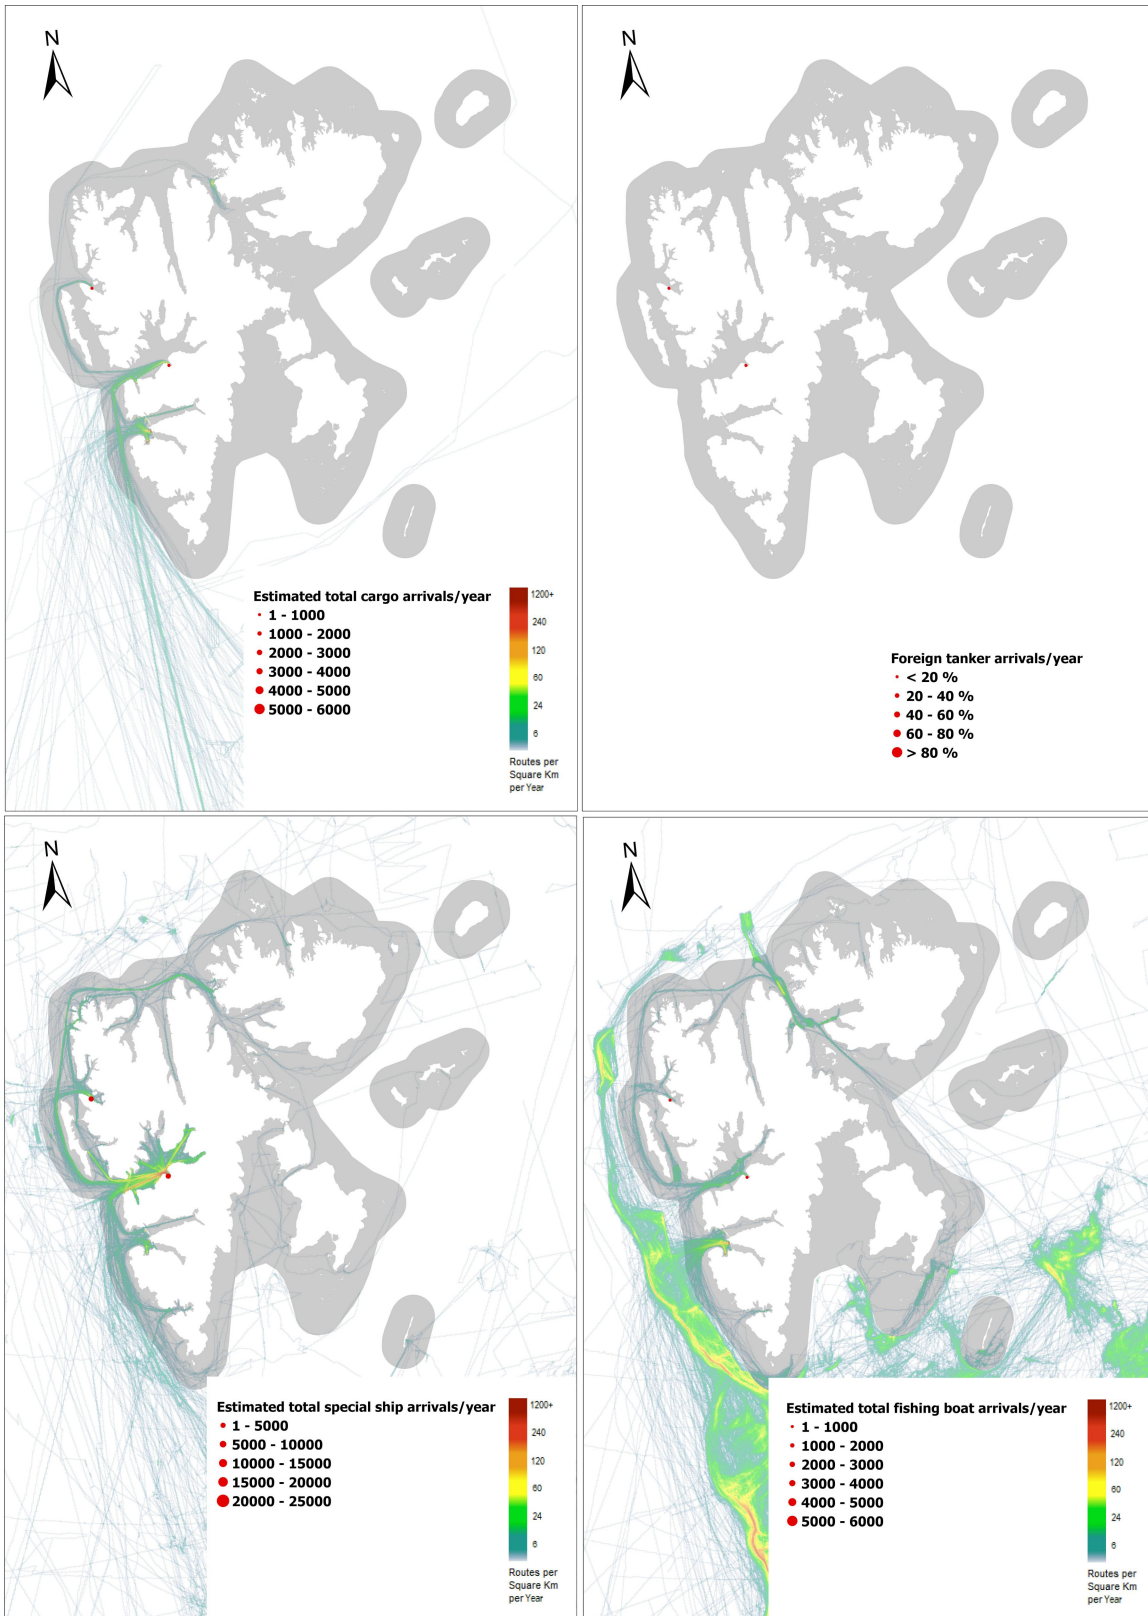 N
Estimated total cargo arrivals/year
1 - 1000
1000 - 2000
2000 - 3000
3000 - 4000
4000 - 5000
5000 - 6000
1200+
240
120
60
24
6
Routes per
Square Km
per Year
N
Foreign tanker arrivals/year
< 20 %
20 - 40 %
40 - 60 %
60 - 80 %
> 80 %
N
Estimated total special ship arrivals/year
1 - 5000
5000 - 10000
10000 - 15000
15000 - 20000
20000 - 25000
1200+
240
120
60
24
6
Routes per
Square Km
per Year
N
Estimated total fishing boat arrivals/year
1 - 1000
1000 - 2000
2000 - 3000
3000 - 4000
4000 - 5000
5000 - 6000
1200+
240
120
60
24
6
Routes per
Square Km
per Year